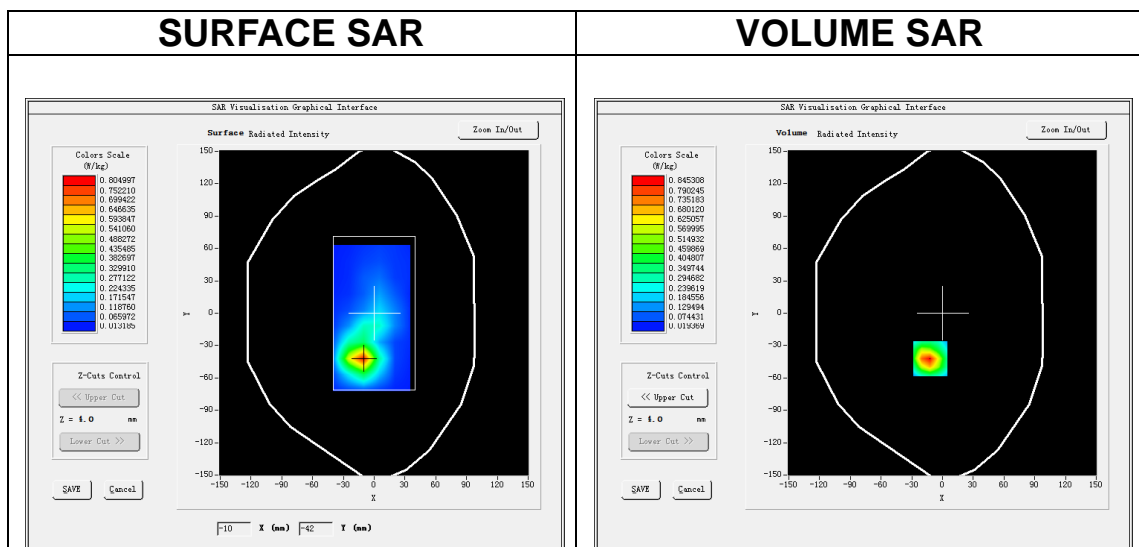 SURFACE SAR
VOLUME SAR
SAR Visualisation Graphical Interface
Surface Radiated Intensity
Zoom In/Out
Colors Scale
(W/kg)
0.804997
0.752210
0.699422
0.646635
0.593847
0.541060
0.488272
0.435485
0.382697
0.329910
0.277122
0.224335
0.171547
0.118760
0.065972
0.013185
Z-Cuts Control
<< Upper Cut
Z = 4.0 mm
Lower Cut >>
SAVE
Cancel
150
120
90
60
30
0
-30
-60
-90
-120
-150
Y
-150 -120 -90 -60 -30 0 30 60 90 120 150
X
-10 X (mm) -42 Y (mm)
SAR Visualisation Graphical Interface
Volume Radiated Intensity
Zoom In/Out
Colors Scale
(W/kg)
0.845308
0.790245
0.735183
0.680120
0.625057
0.569995
0.514932
0.459869
0.404807
0.349744
0.294682
0.239619
0.184556
0.129494
0.074431
0.019369
Z-Cuts Control
<< Upper Cut
Z = 4.0 mm
Lower Cut >>
SAVE
Cancel
150
120
90
60
30
0
-30
-60
-90
-120
-150
Y
-150 -120 -90 -60 -30 0 30 60 90 120 150
X